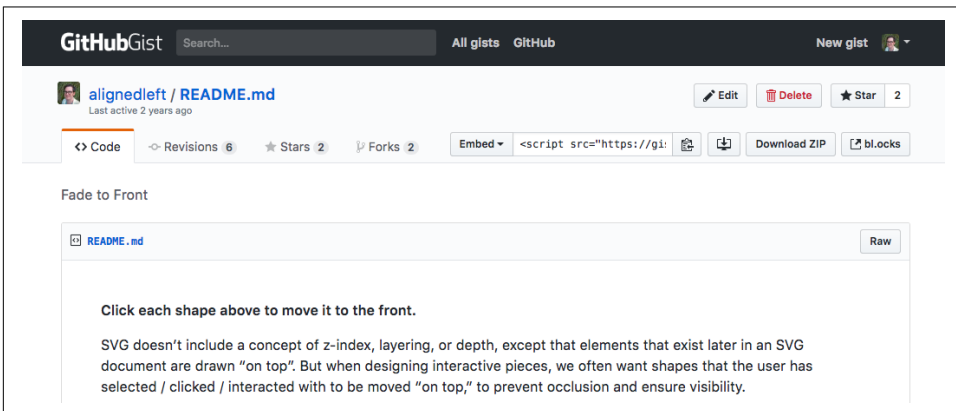 GitHubGist Search... All gists GitHub New gist
alignedleft / README.md Edit Delete Star 2
Last active 2 years ago
Code Revisions 6 Stars 2 Forks 2 Embed <script src="https://gi: Download ZIP bl.ocks
Fade to Front
README.md Raw
Click each shape above to move it to the front.
SVG doesn’t include a concept of z-index, layering, or depth, except that elements that exist later in an SVG
document are drawn “on top”. But when designing interactive pieces, we often want shapes that the user has
selected / clicked / interacted with to be moved “on top,” to prevent occlusion and ensure visibility.